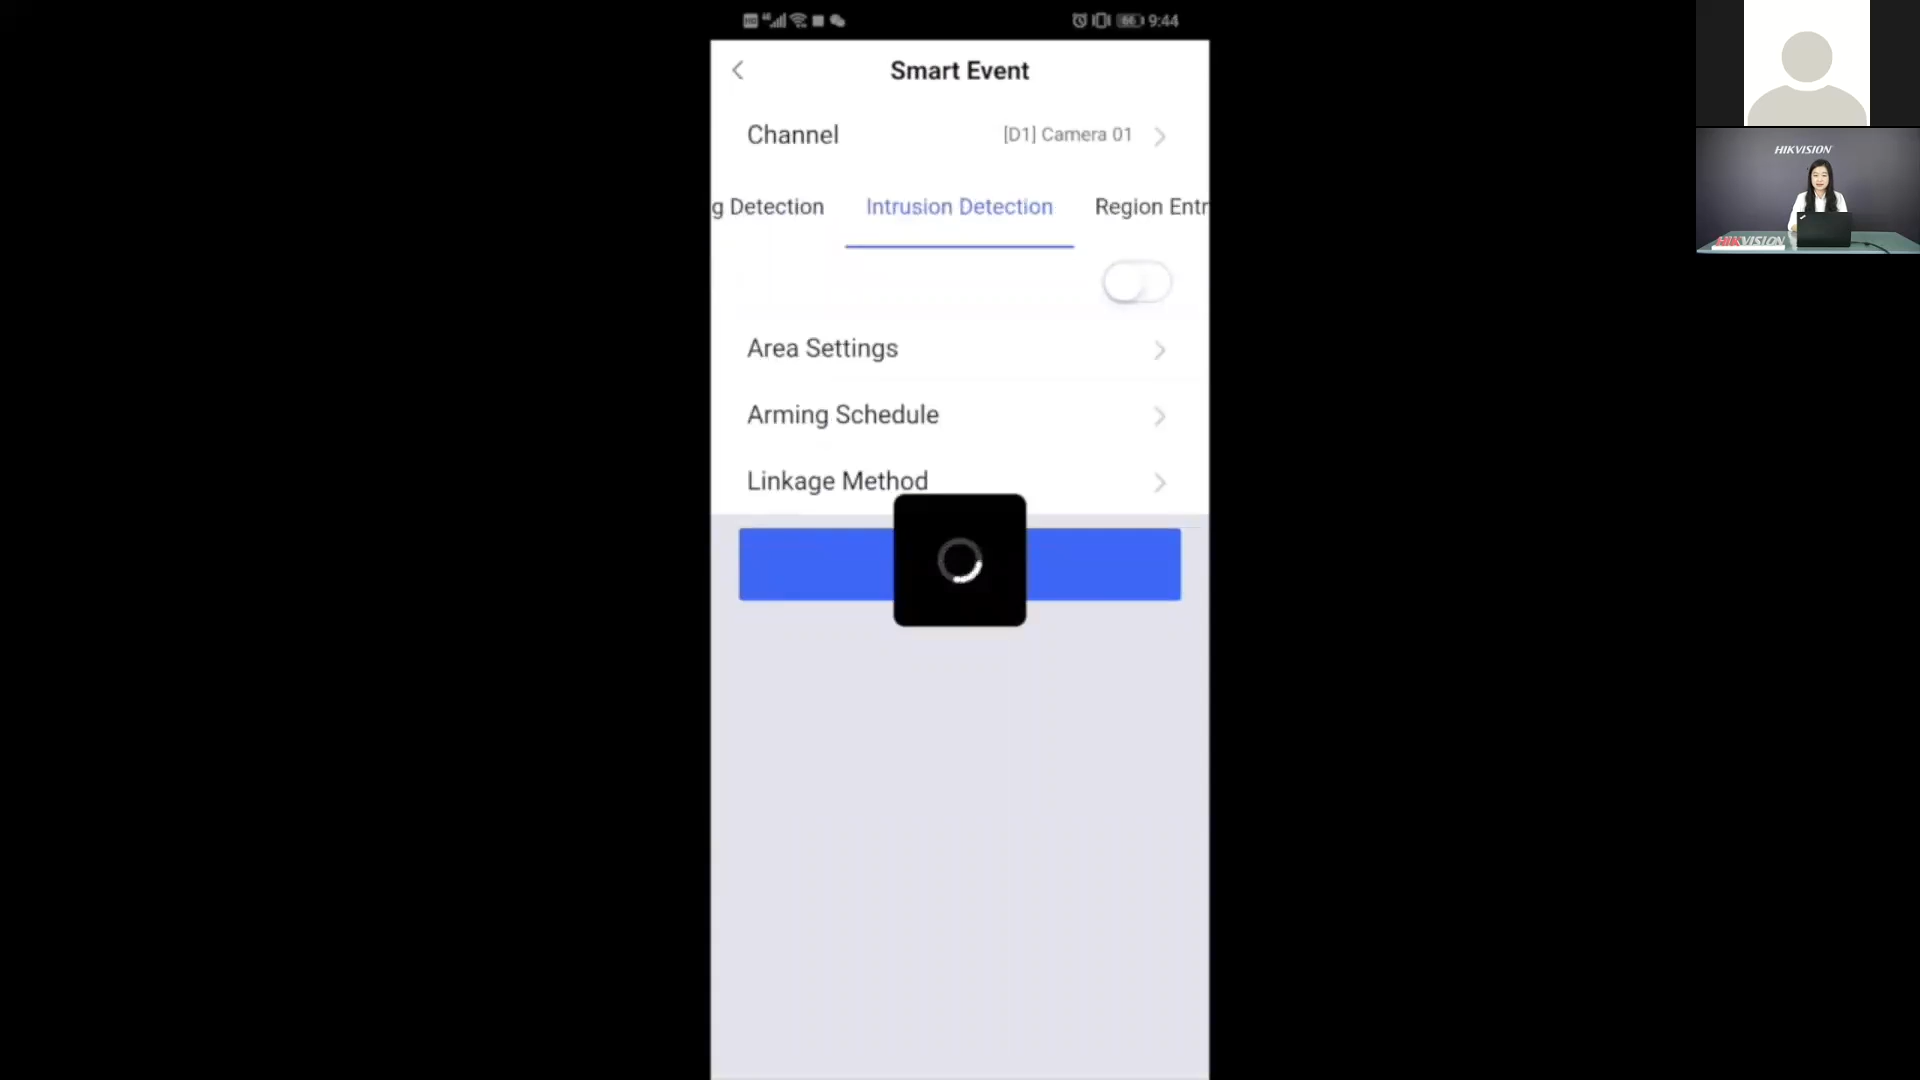 66 9:44
Smart Event
Channel [D1] Camera 01
g Detection Intrusion Detection Region Entr
Area Settings
Arming Schedule
Linkage Method
HIKVISION
HIKVISION